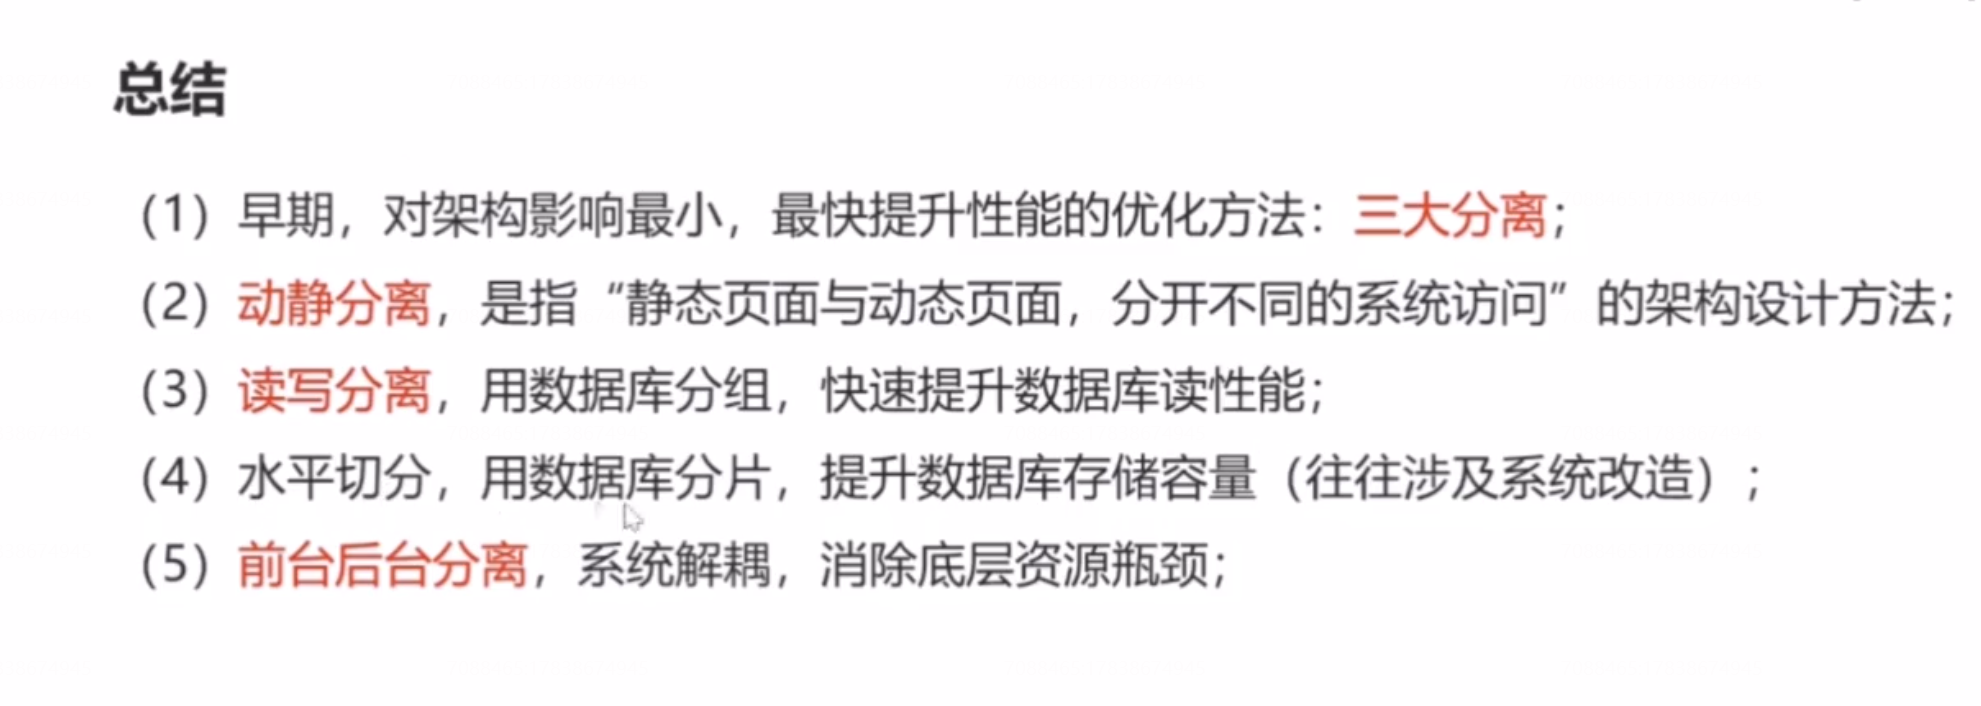 总结
（1）早期，对架构影响最小，最快提升性能的优化方法：三大分离；
（2）动静分离，是指“静态页面与动态页面，分开不同的系统访问”的架构设计方法；
（3）读写分离，用数据库分组，快速提升数据库读性能；
（4）水平切分，用数据库分片，提升数据库存储容量（往往涉及系统改造）；
（5）前台后台分离，系统解耦，消除底层资源瓶颈；